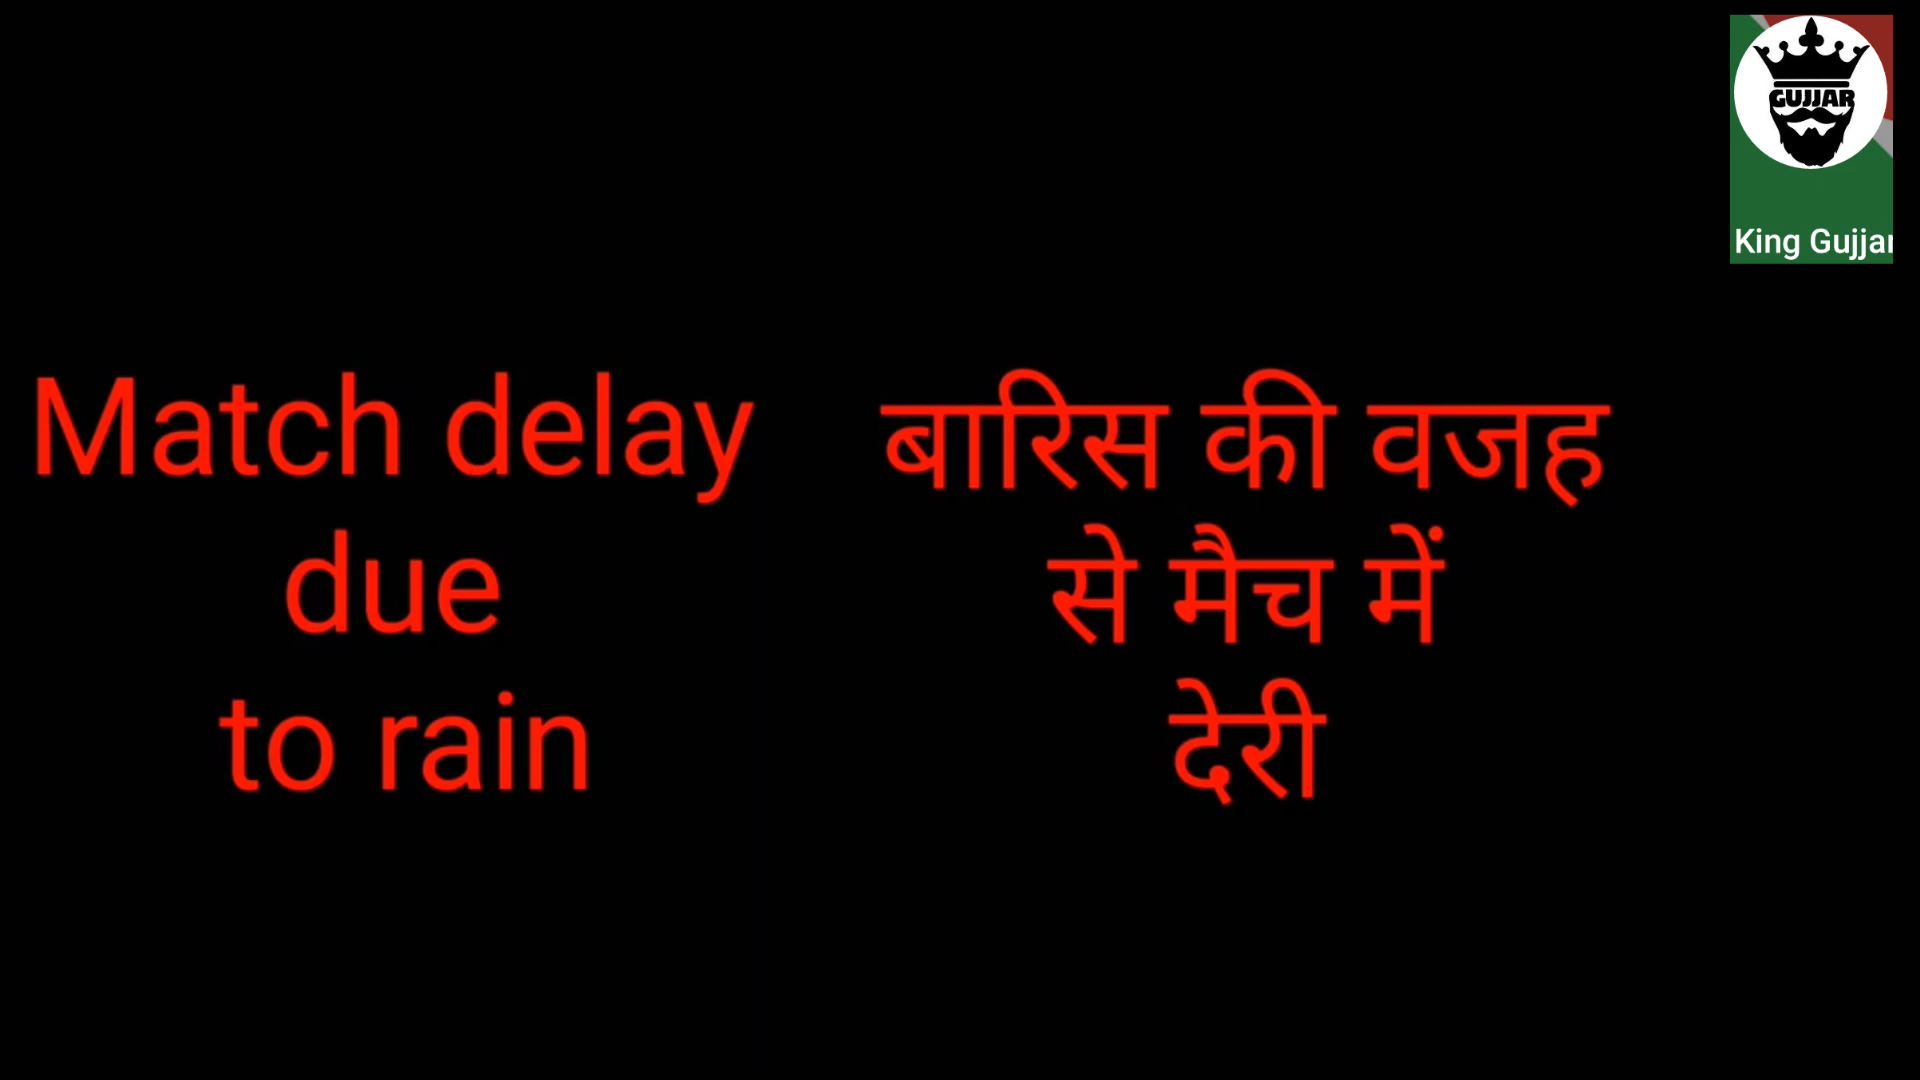 GUJJAR
King Gujjar
Match delay
due
to rain
बारिस की वजह
से मैच में
देरी